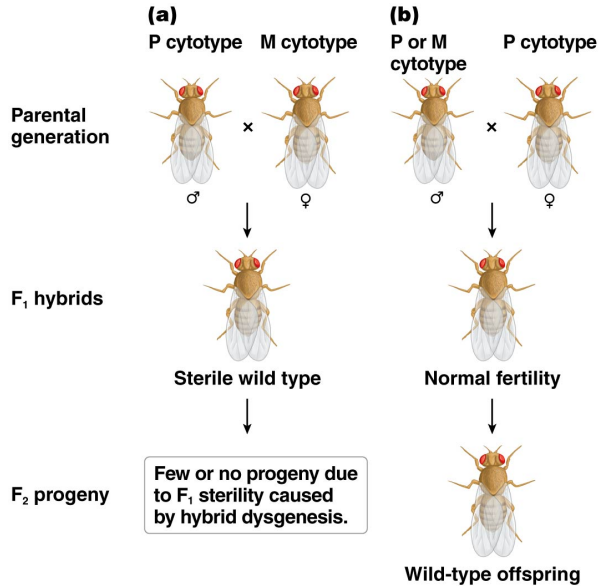 (a)
(b)
P cytotype
M cytotype
P or M
cytotype
P cytotype
Parental
generation
×
×
♂
♀
♂
♀
F₁ hybrids
Sterile wild type
Normal fertility
F₂ progeny
Few or no progeny due
to F₁ sterility caused
by hybrid dysgenesis.
Wild-type offspring